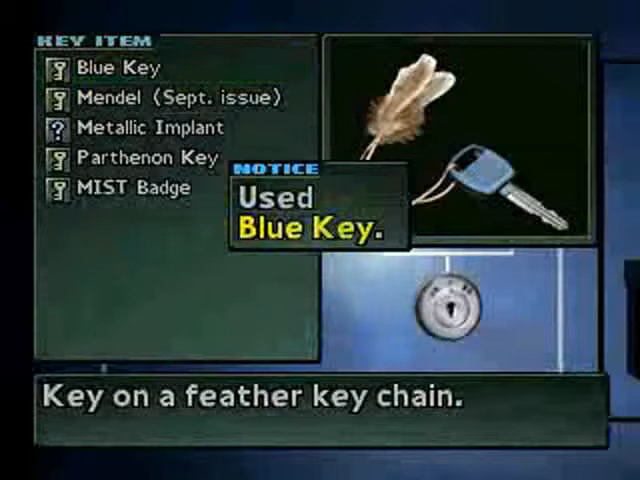 KEY ITEM
Blue Key
Mendel (Sept. issue)
Metallic Implant
Parthenon Key
MIST Badge
NOTICE
Used
Blue Key.
Key on a feather key chain.